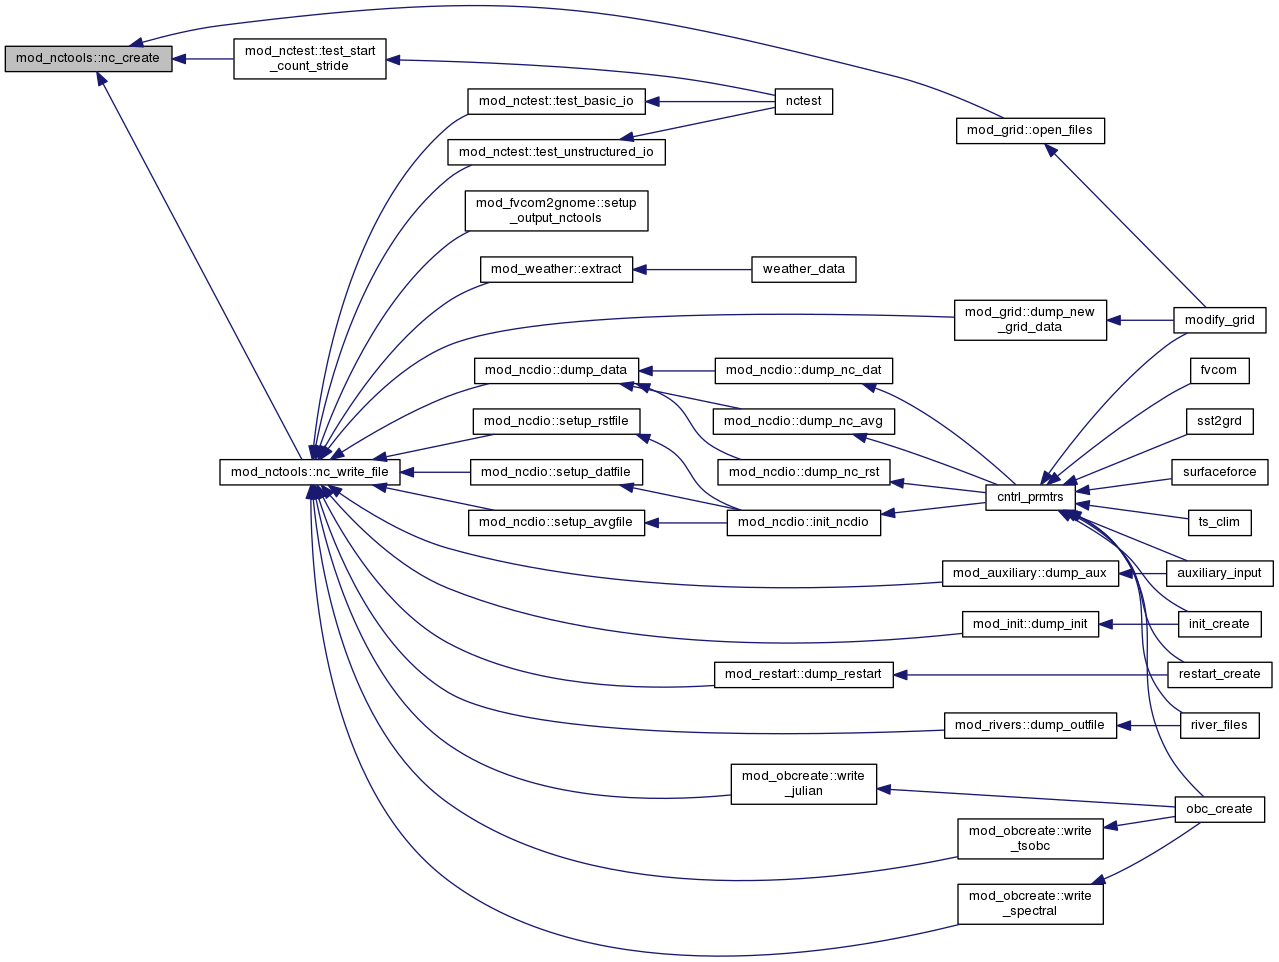 mod_nctools::nc_create
mod_nctest::test_start
_count_stride
mod_nctest::test_basic_io
nctest
mod_grid::open_files
mod_nctest::test_unstructured_io
mod_fvcom2gnome::setup
_output_nctools
mod_weather::extract
weather_data
mod_grid::dump_new
_grid_data
modify_grid
mod_ncdio::dump_data
mod_ncdio::dump_nc_dat
fvcom
mod_ncdio::setup_rstfile
mod_ncdio::dump_nc_avg
sst2grd
mod_nctools::nc_write_file
mod_ncdio::setup_datfile
mod_ncdio::dump_nc_rst
surfaceforce
cntrl_prmtrs
mod_ncdio::setup_avgfile
mod_ncdio::init_ncdio
ts_clim
mod_auxiliary::dump_aux
auxiliary_input
mod_init::dump_init
init_create
mod_restart::dump_restart
restart_create
mod_rivers::dump_outfile
river_files
mod_obcreate::write
_julian
obc_create
mod_obcreate::write
_tsobc
mod_obcreate::write
_spectral